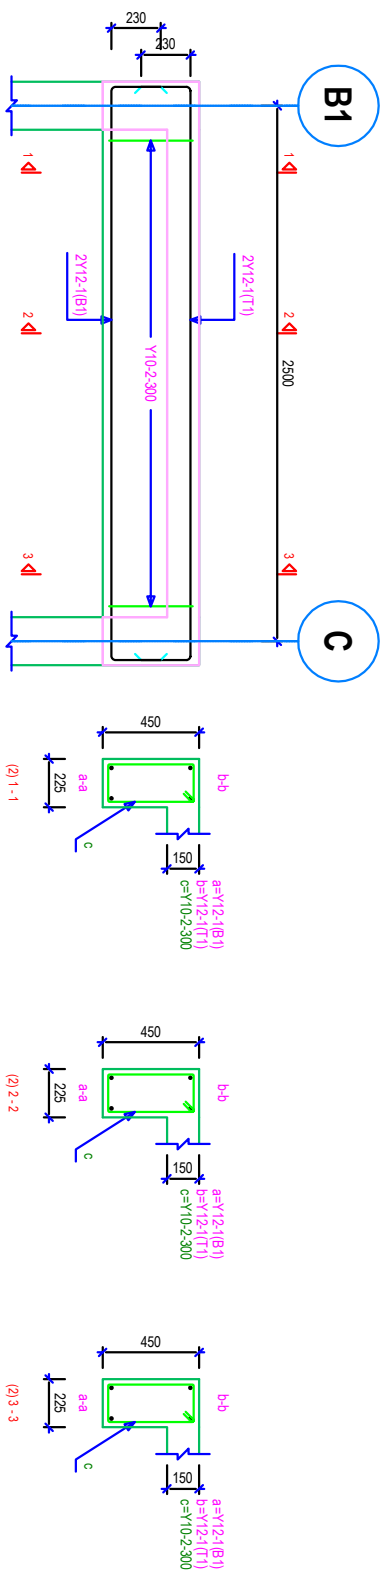 B1
C
2500
1
2
3
2Y12-1(T1)
230
230
Y10-2-300
2Y12-1(B1)
1
2
3
b-b
a=Y12-1(B1)
b=Y12-1(T1)
c=Y10-2-300
450
150
c
a-a
225
(2) 1 - 1
b-b
a=Y12-1(B1)
b=Y12-1(T1)
c=Y10-2-300
450
150
c
a-a
225
(2) 2 - 2
b-b
a=Y12-1(B1)
b=Y12-1(T1)
c=Y10-2-300
450
150
c
a-a
225
(2) 3 - 3